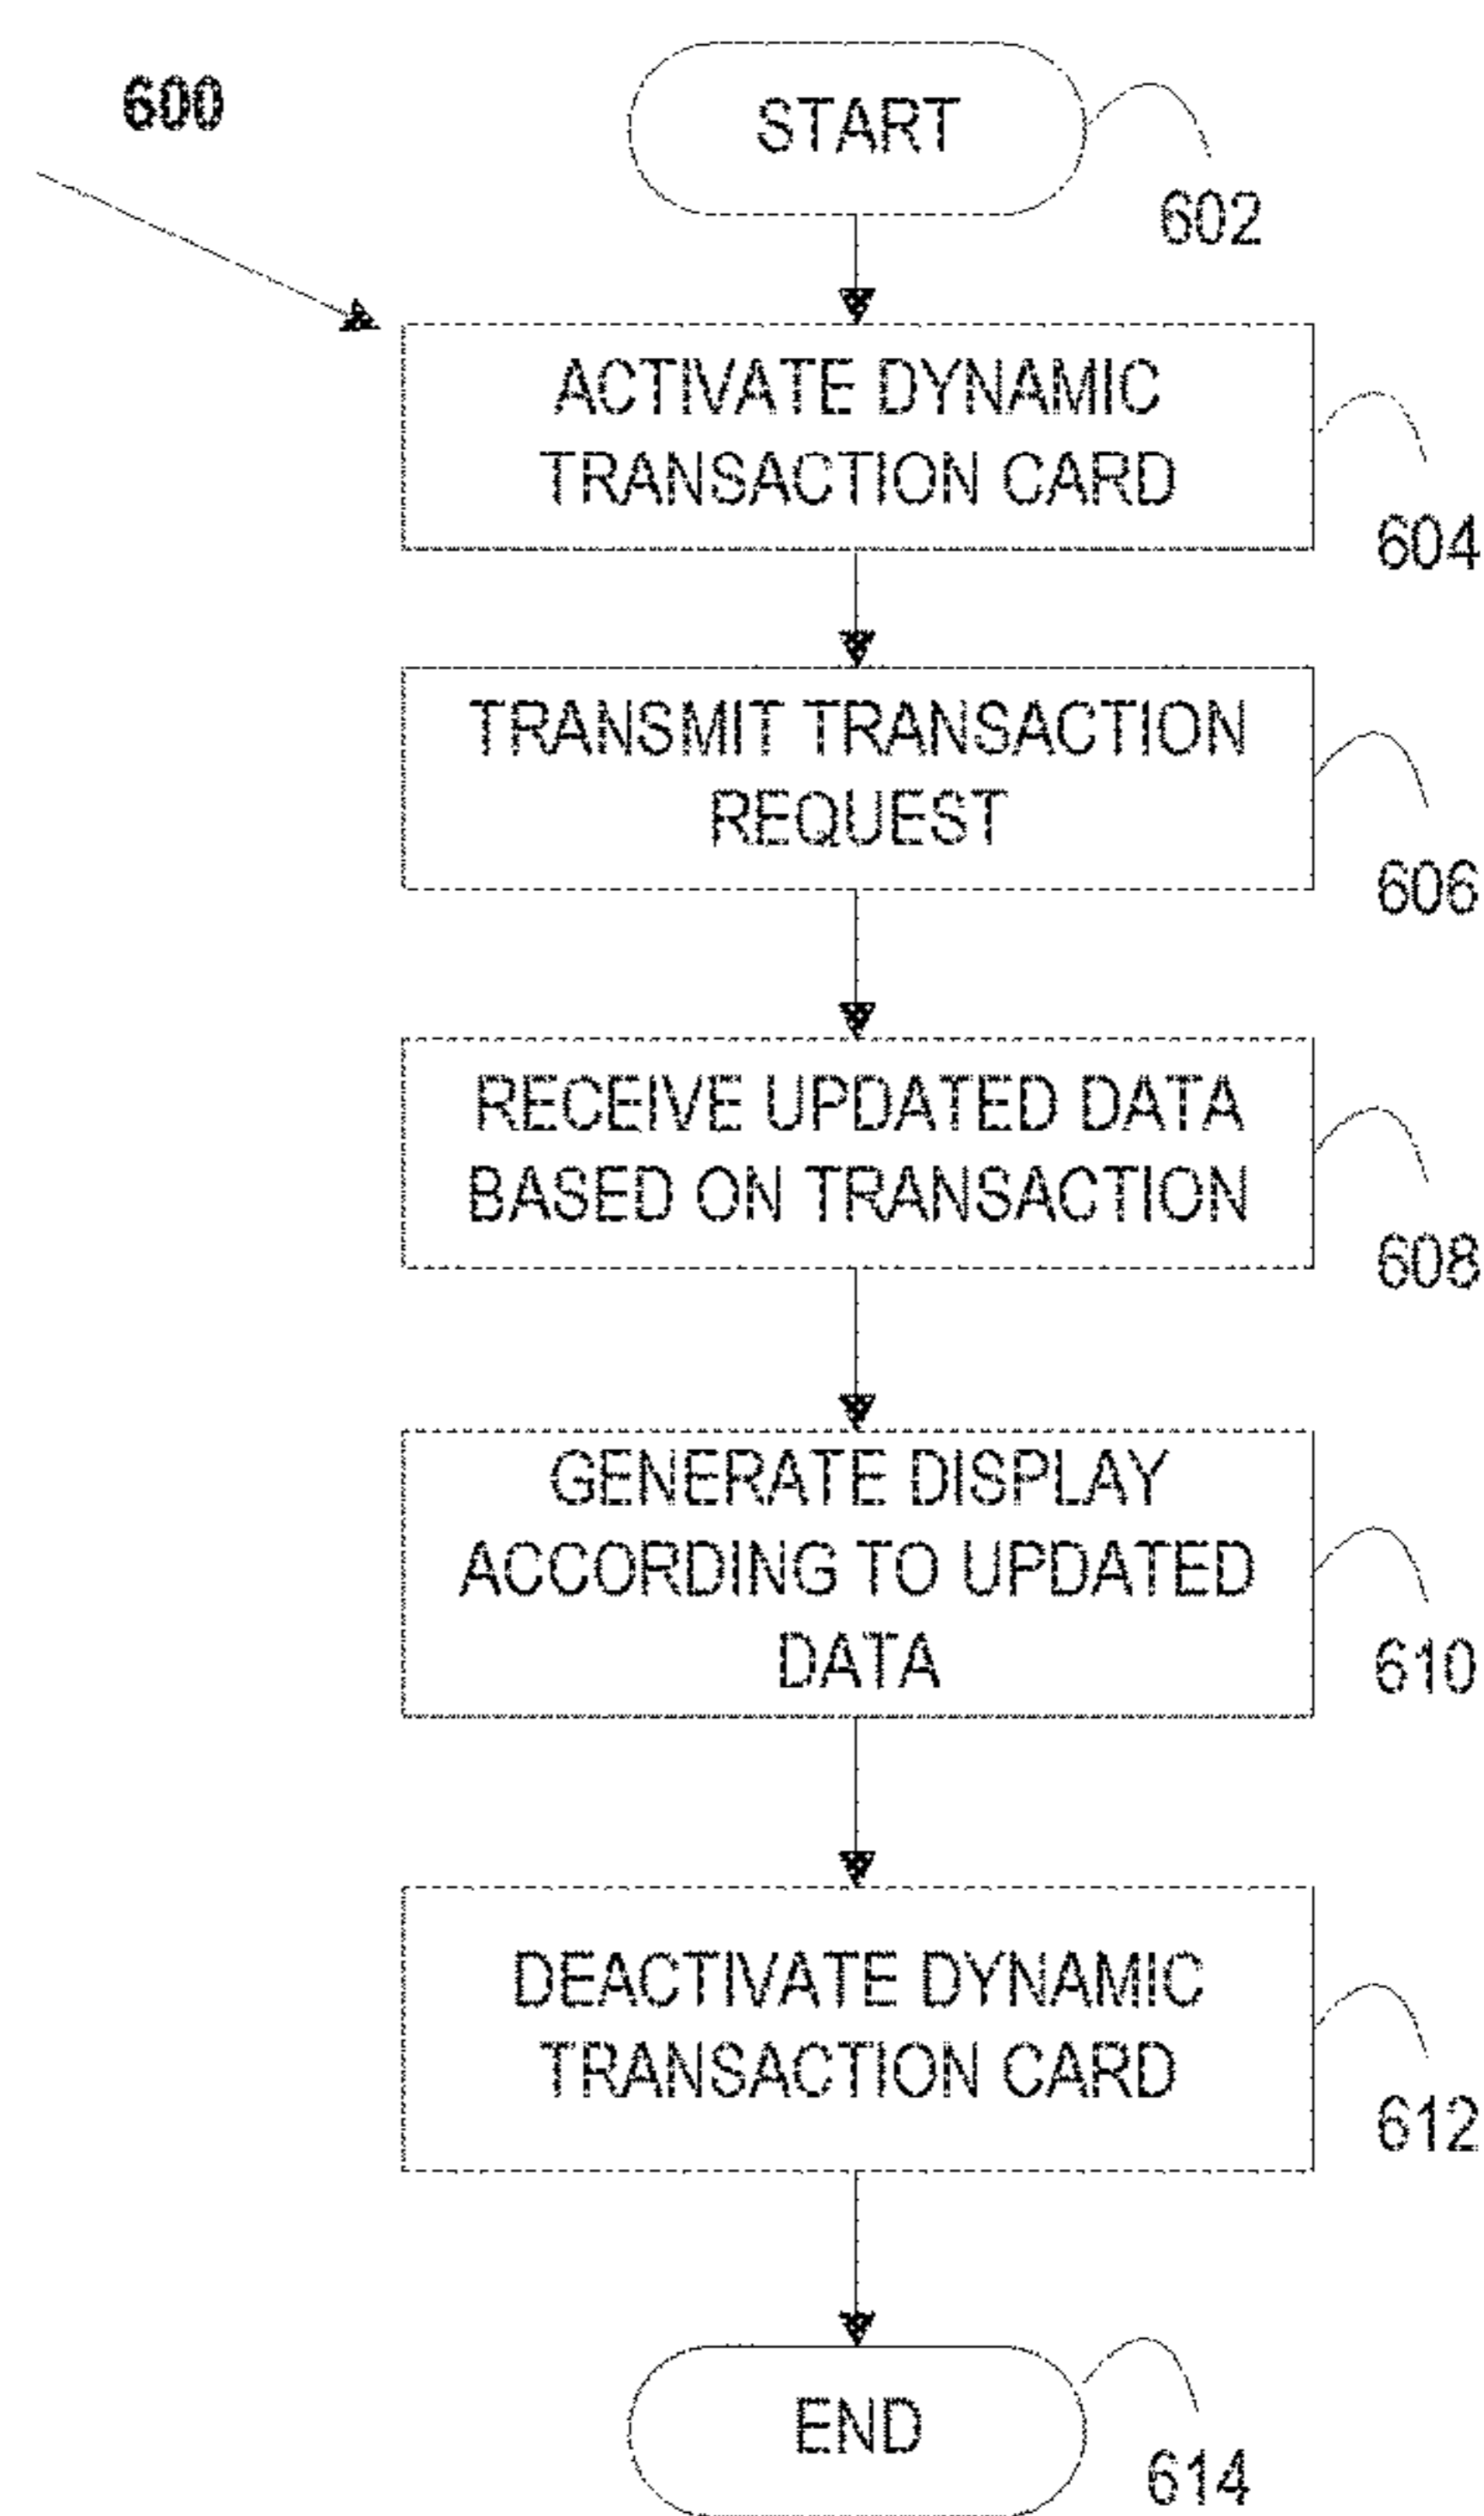 600
START
602
ACTIVATE DYNAMIC
TRANSACTION CARD
604
TRANSMIT TRANSACTION
REQUEST
606
RECEIVE UPDATED DATA
BASED ON TRANSACTION
608
GENERATE DISPLAY
ACCORDING TO UPDATED
DATA
610
DEACTIVATE DYNAMIC
TRANSACTION CARD
612
END
614